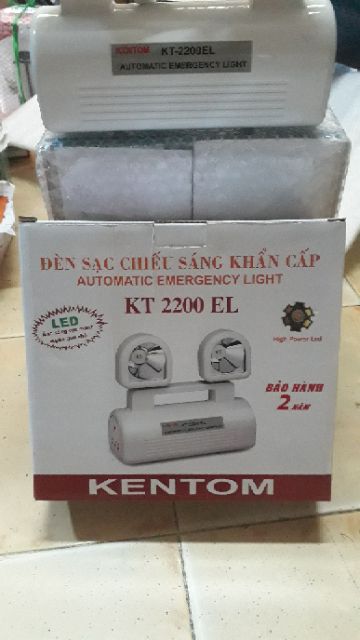 KENTOM KT-2200EL
AUTOMATIC EMERGENCY LIGHT
ĐÈN SẠC CHIẾU SÁNG KHẨN CẤP
AUTOMATIC EMERGENCY LIGHT
KT 2200 EL
LED
High Power Led
BẢO HÀNH
2 NĂM
KENTOM